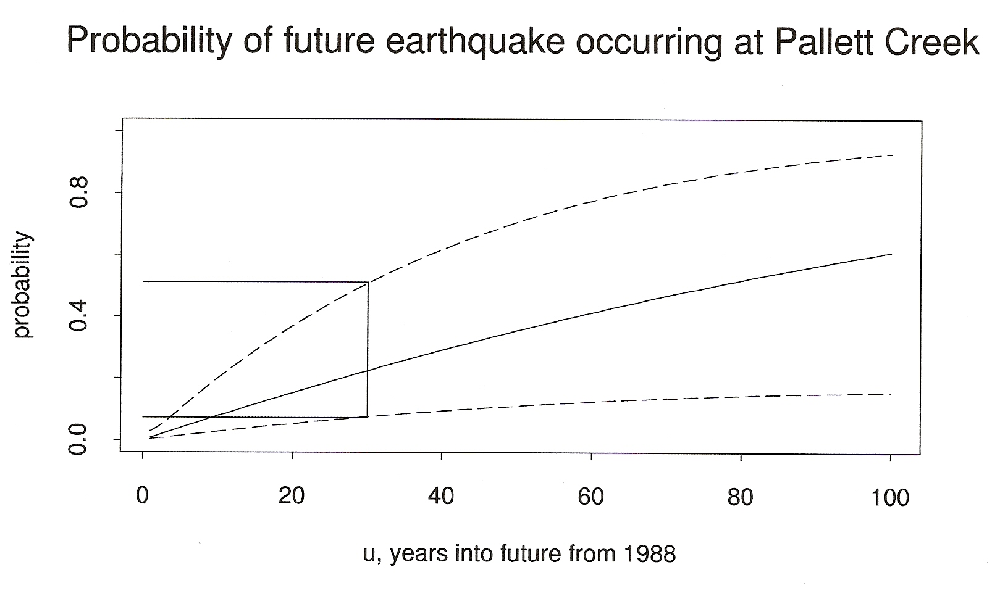 Probability of future earthquake occurring at Pallett Creek
probability
0.8
0.4
0.0
0 20 40 60 80 100
u, years into future from 1988